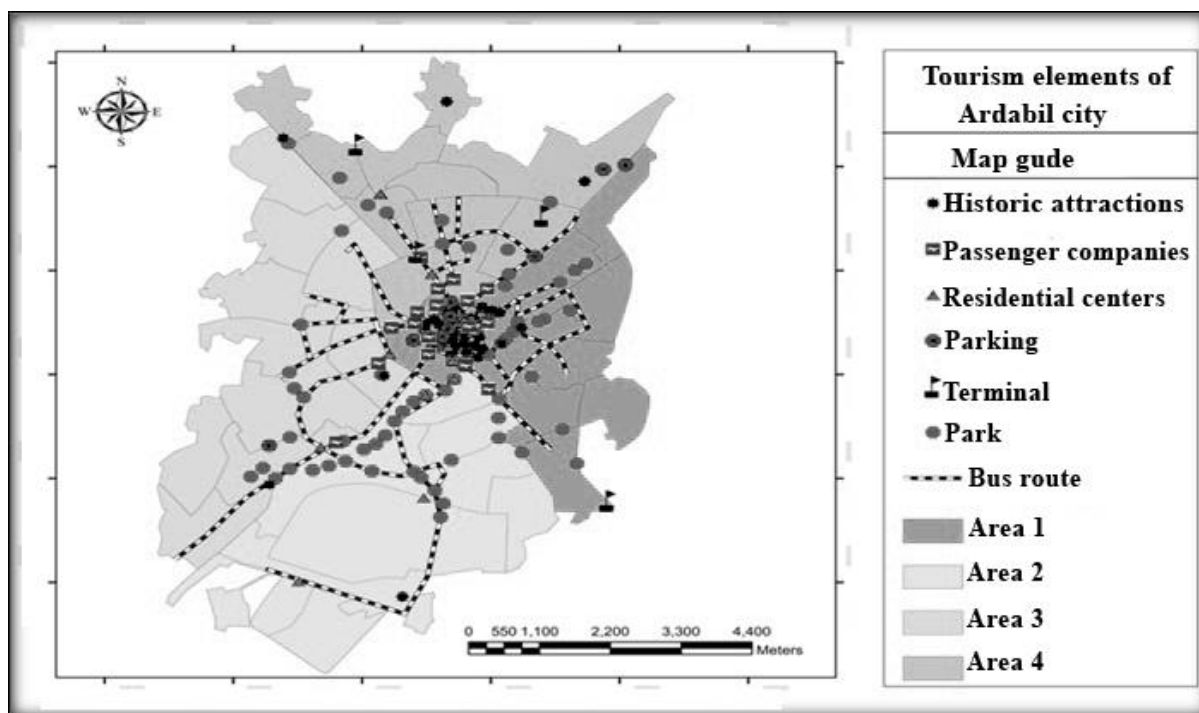 Tourism elements of
Ardabil city
Map gude
Historic attractions
Passenger companies
Residential centers
Parking
Terminal
Park
Bus route
Area 1
Area 2
Area 3
Area 4
N
W E
S
0 550 1,100 2,200 3,300 4,400
Meters